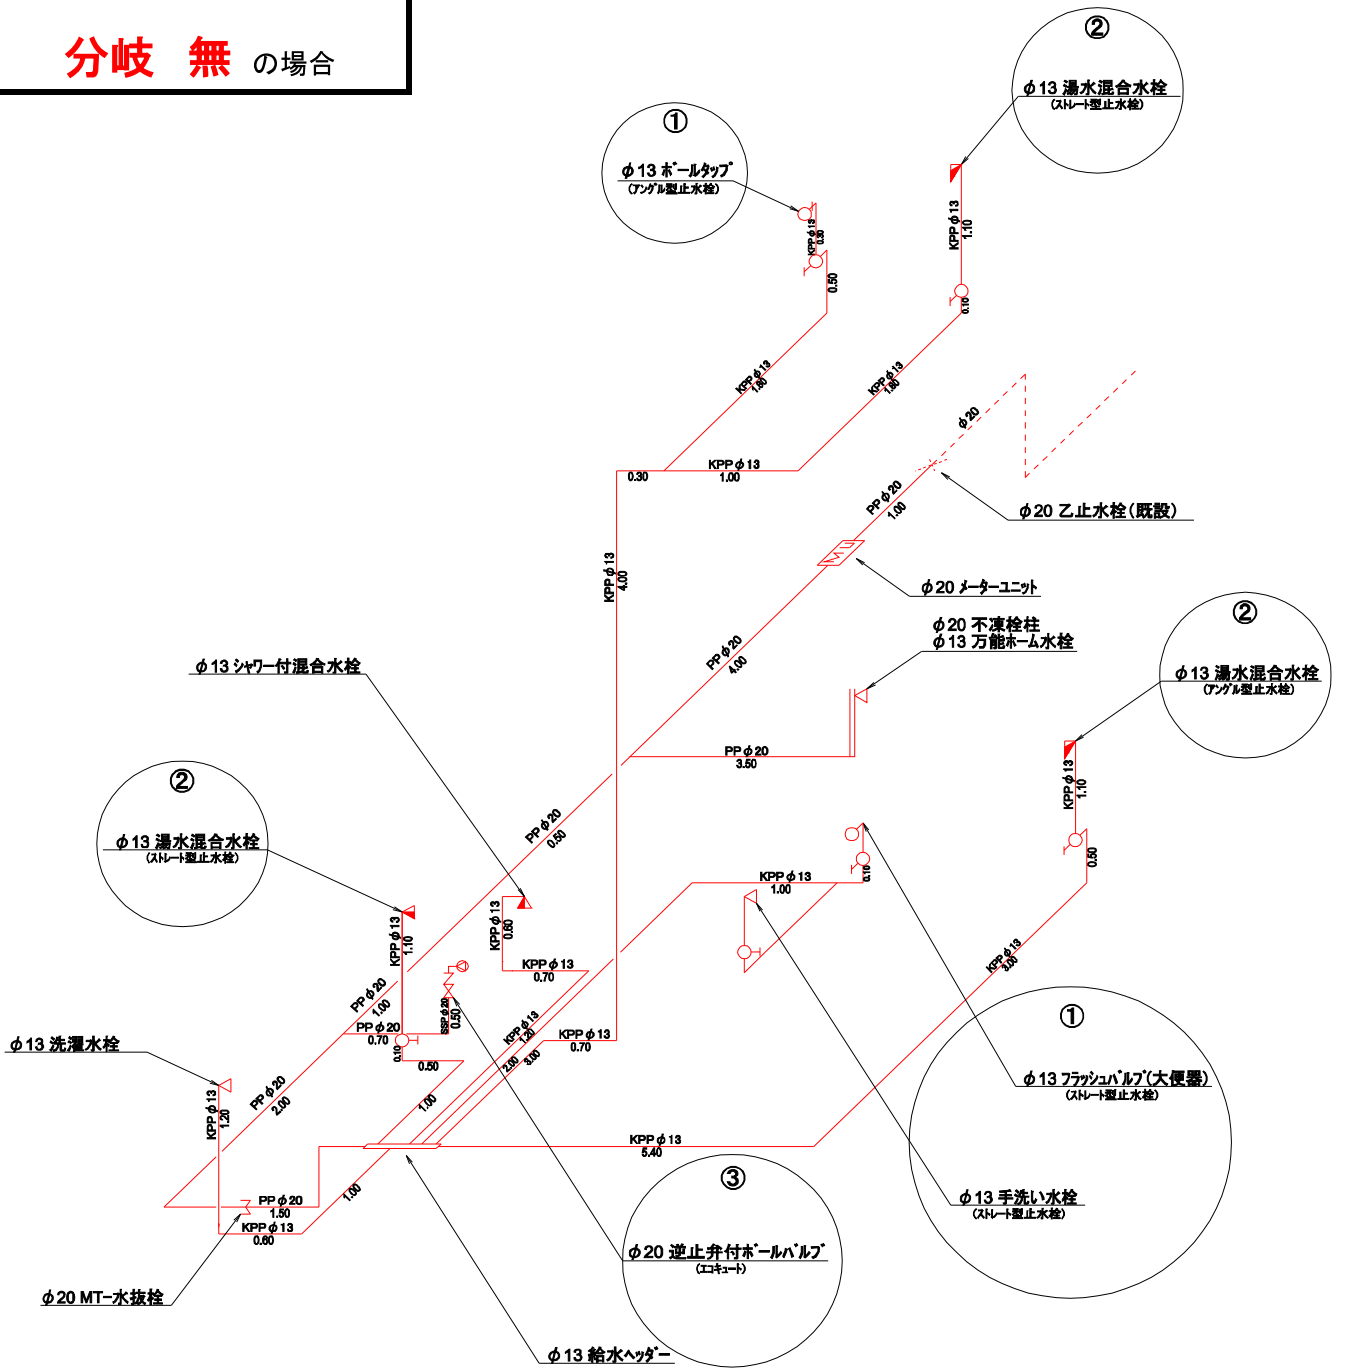 分岐 無 の場合
②
φ13 湯水混合水栓
(ストレート型止水栓)
①
φ13 ボールタップ
(アングル型止水栓)
KPPφ13
0.30
0.50
KPPφ13
1.10
0.10
KPPφ13
1.80
KPPφ13
1.80
φ20
0.30
KPPφ13
1.00
PPφ20
1.00
φ20 乙止水栓(既設)
KPPφ13
4.00
MU
φ20 メーターユニット
φ20 不凍栓柱
φ13 万能ホーム水栓
PPφ20
4.00
②
φ13 湯水混合水栓
(アングル型止水栓)
φ13 シャワー付混合水栓
PPφ20
3.50
KPPφ13
1.10
0.50
②
φ13 湯水混合水栓
(ストレート型止水栓)
PPφ20
0.50
KPPφ13
1.00
0.10
KPPφ13
1.10
KPPφ13
0.60
KPPφ13
0.70
KPPφ13
3.00
PPφ20
1.00
SSPφ20
0.50
PPφ20
0.70
0.10
0.50
KPPφ13
1.20
2.00
3.00
KPPφ13
0.70
①
φ13 洗濯水栓
φ13 フラッシュバルブ(大便器)
(ストレート型止水栓)
PPφ20
2.00
KPPφ13
1.20
1.00
KPPφ13
5.40
③
φ13 手洗い水栓
(ストレート型止水栓)
PPφ20
1.50
1.00
KPPφ13
0.60
φ20 逆止弁付ボールバルブ
(エコキュート)
φ20 MT-水抜栓
φ13 給水ヘッダー